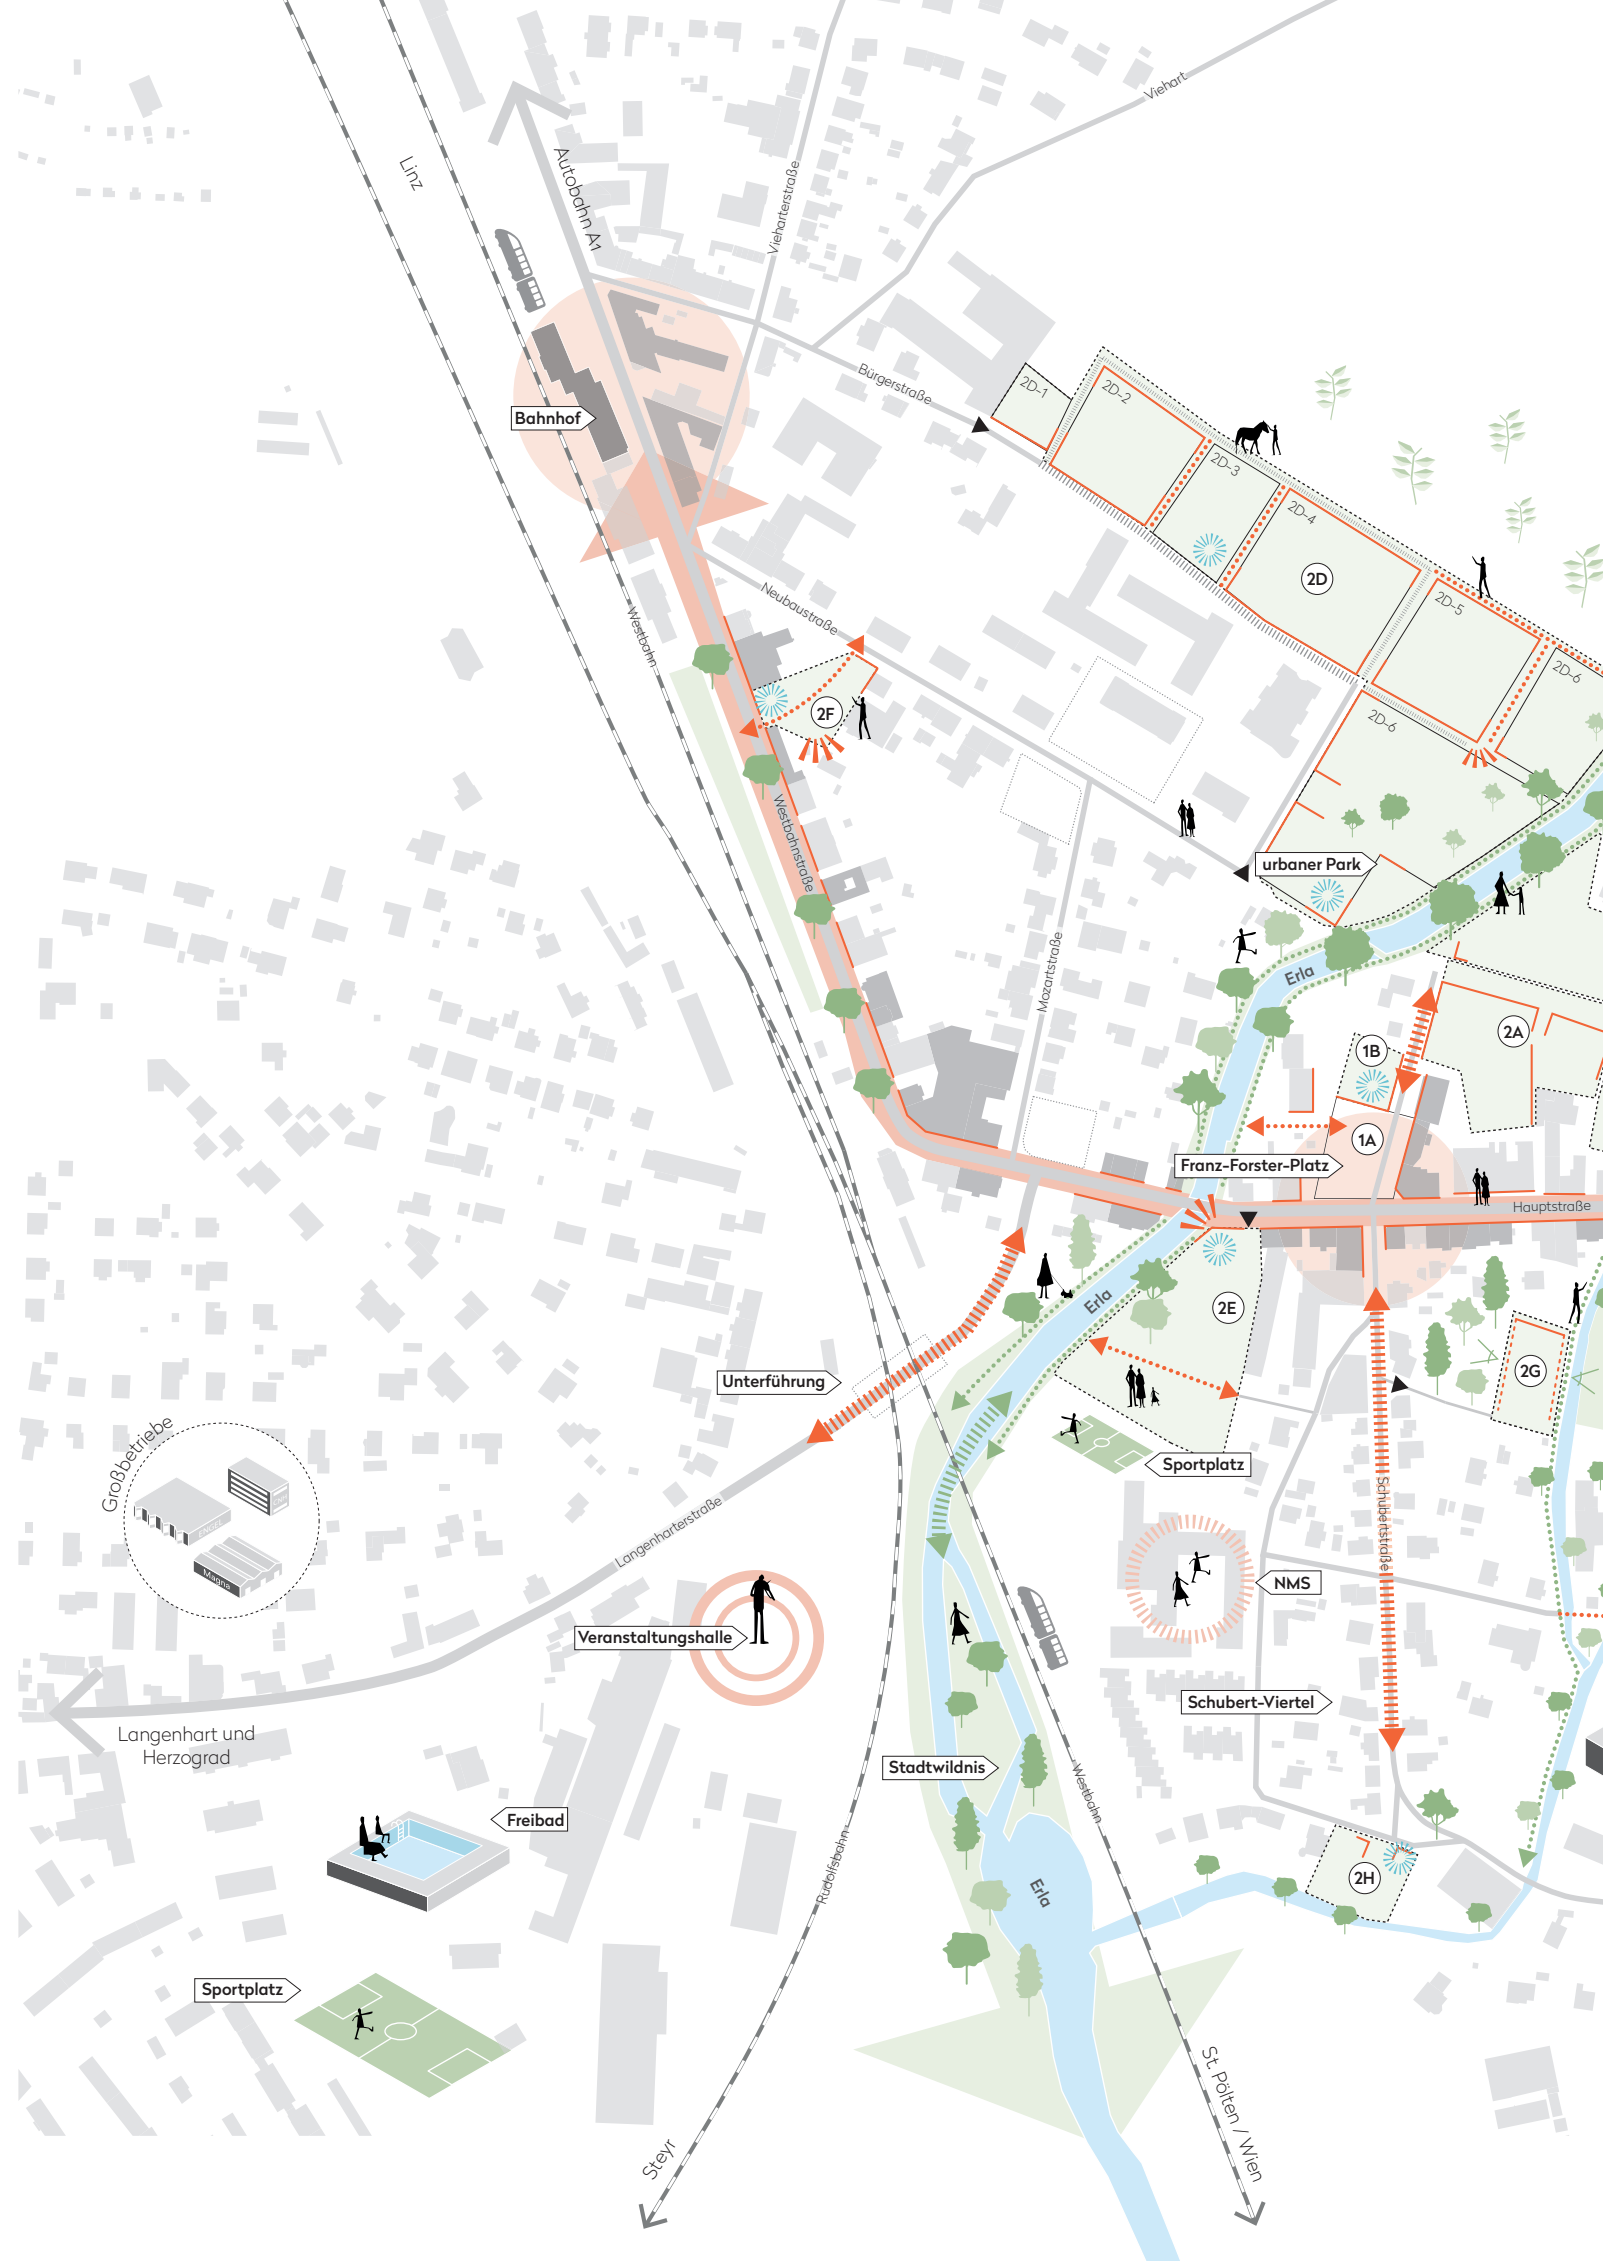 Viehart
Linz
Autobahn A1
Vieharterstraße
Bürgerstraße
2D-1
2D-2
Bahnhof
2D-3
2D-4
2D
2D-5
Neubaustraße
Westbahn
2D-6
2D-6
2F
Westbahnstraße
urbaner Park
Mozartstraße
Erla
2A
1B
1A
Franz-Forster-Platz
Hauptstraße
Erla
2E
2G
Unterführung
Großbetriebe
Sportplatz
ENGEL
Magna
Langenharterstraße
Schubertstraße
NMS
Veranstaltungshalle
Schubert-Viertel
Langenhart und
Herzograd
Stadtwildnis
Westbahn
Freibad
Rudolfsbahn
2H
Erla
Sportplatz
St. Pölten / Wien
Steyr